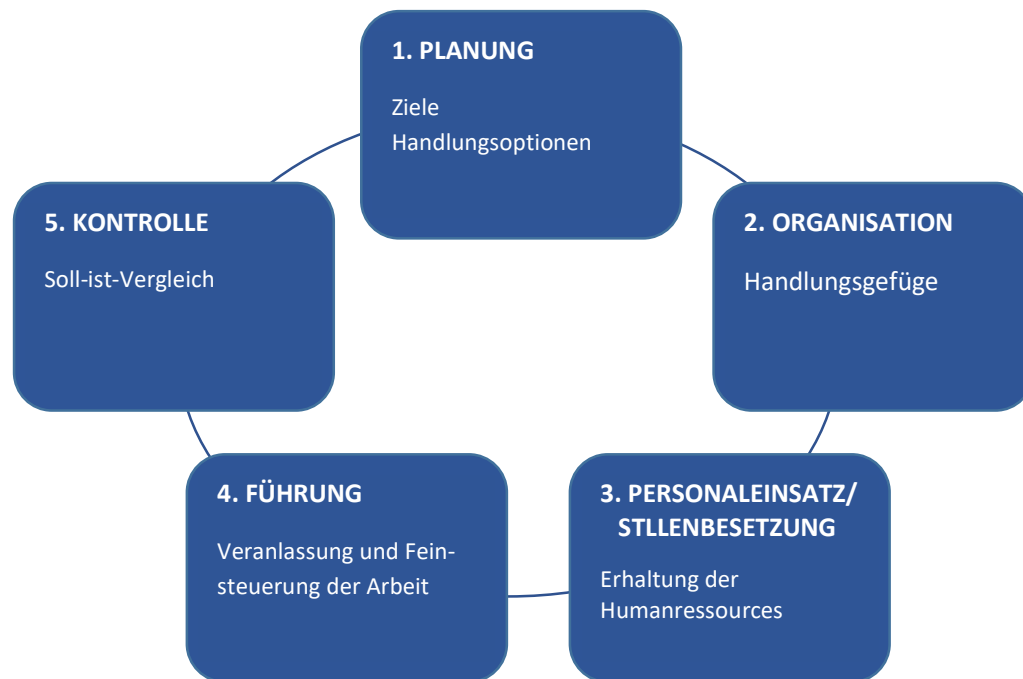 1. PLANUNG
Ziele
Handlungsoptionen
2. ORGANISATION
Handlungsgefüge
3. PERSONALEINSATZ/
STLLENBESETZUNG
Erhaltung der
Humanressources
4. FÜHRUNG
Veranlassung und Fein-
steuerung der Arbeit
5. KONTROLLE
Soll-ist-Vergleich